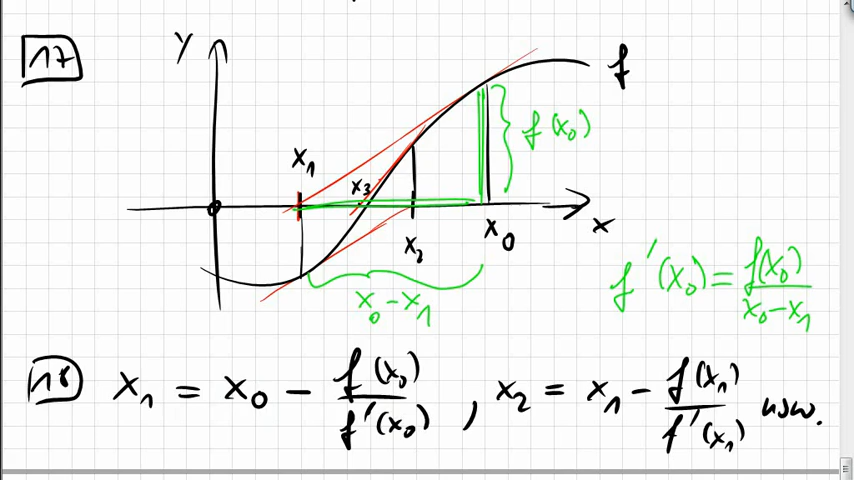 17
y
f
x₁
f(x₀)
x₃
x₂
x₀
x
x₀-x₁
f'(x₀) = f(x₀)/(x₀-x₁)
18 x₁ = x₀ - f(x₀)/f'(x₀), x₂ = x₁ - f(x₁)/f'(x₁) usw.